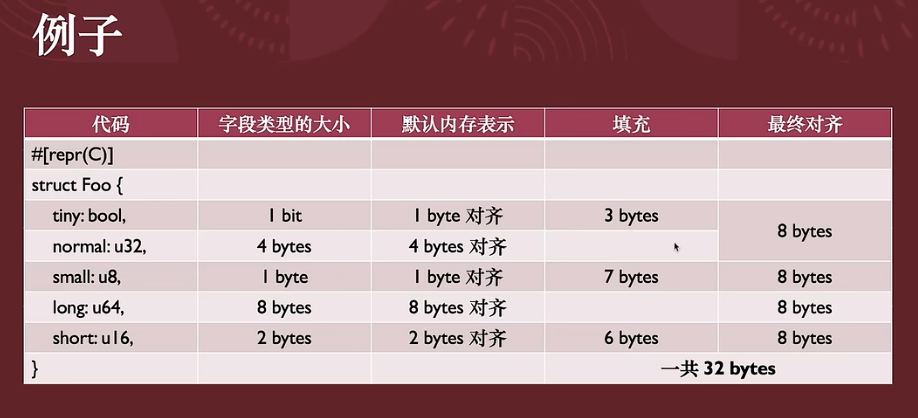 例子
代码 字段类型的大小 默认内存表示 填充 最终对齐
#[repr(C)]
struct Foo {
tiny: bool, 1 bit 1 byte 对齐 3 bytes 8 bytes
normal: u32, 4 bytes 4 bytes 对齐
small: u8, 1 byte 1 byte 对齐 7 bytes 8 bytes
long: u64, 8 bytes 8 bytes 对齐 8 bytes
short: u16, 2 bytes 2 bytes 对齐 6 bytes 8 bytes
} 一共 32 bytes